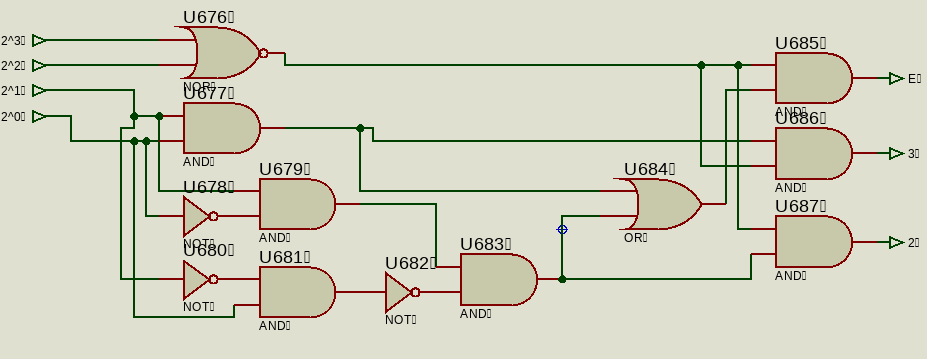 U676▯
2^3▯
2^2▯
NOR▯
2^1▯
U677▯
2^0▯
AND▯
U679▯
U678▯
NOT▯
AND▯
U680▯
U681▯
NOT▯
AND▯
U682▯
NOT▯
U683▯
AND▯
U684▯
OR▯
U685▯
E▯
AND▯
U686▯
3▯
AND▯
U687▯
2▯
AND▯